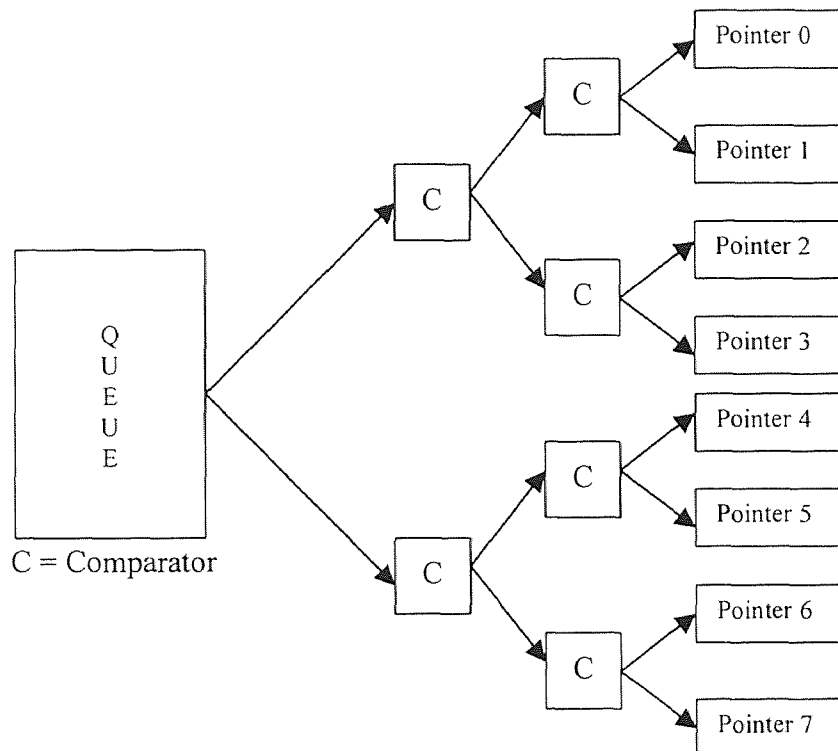 Pointer 0
C
Pointer 1
C
Pointer 2
C
Pointer 3
Q
U
E
U
E
Pointer 4
C
Pointer 5
C = Comparator
C
Pointer 6
C
Pointer 7